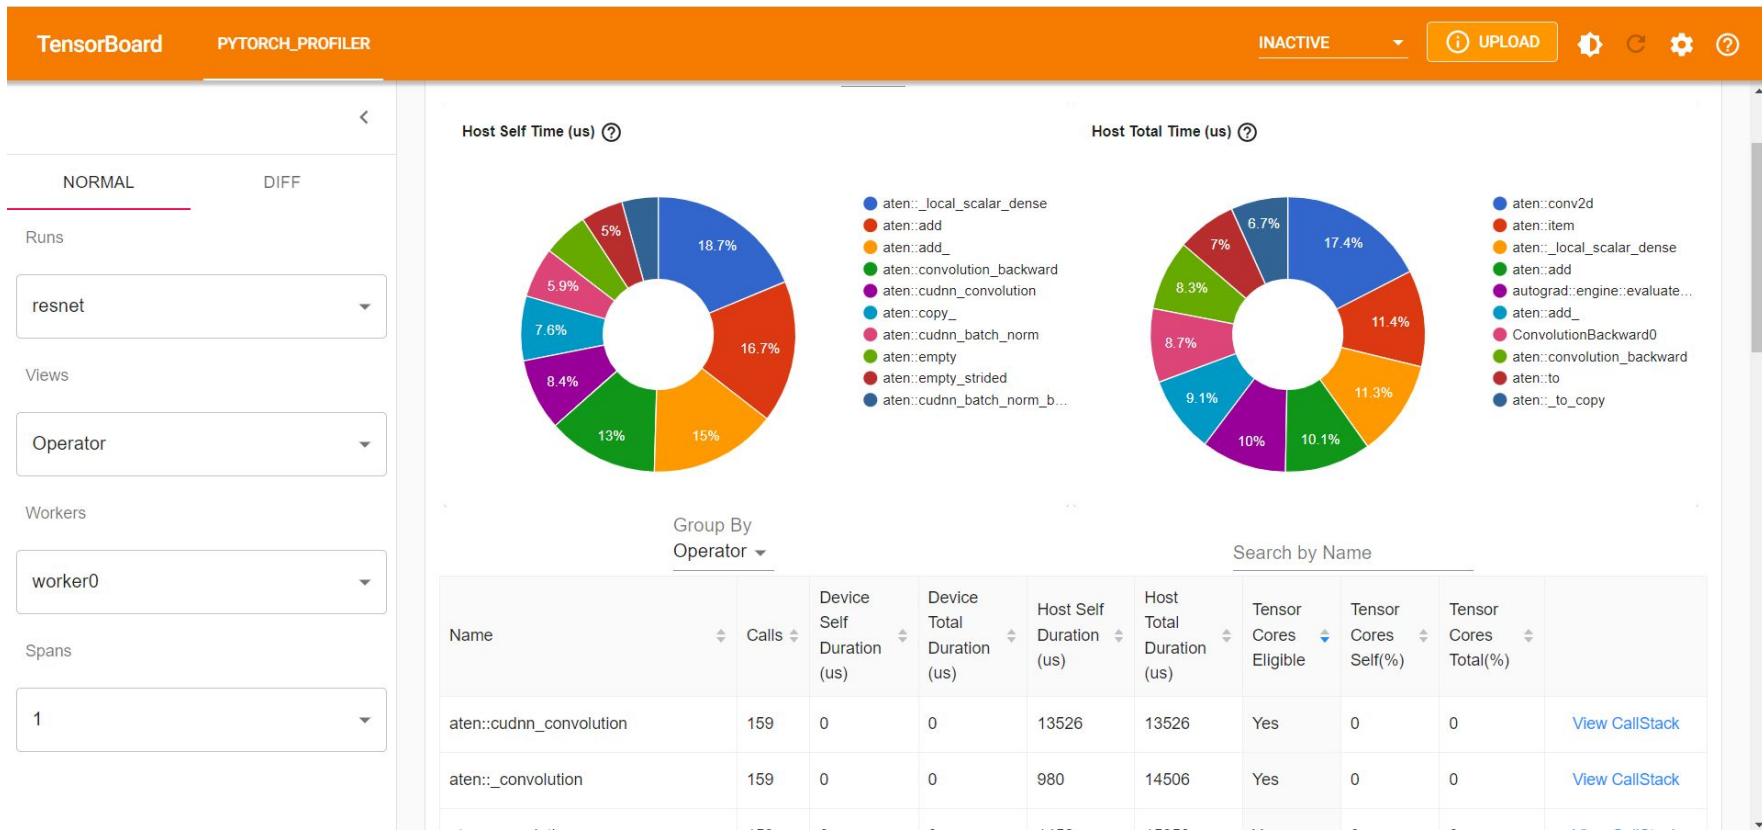 TensorBoard
PYTORCH_PROFILER
INACTIVE
UPLOAD
NORMAL
DIFF
Runs
resnet
Views
Operator
Workers
worker0
Spans
1
Host Self Time (us)
18.7%
16.7%
15%
13%
8.4%
7.6%
5.9%
5%
aten::_local_scalar_dense
aten::add
aten::add_
aten::convolution_backward
aten::cudnn_convolution
aten::copy_
aten::cudnn_batch_norm
aten::empty
aten::empty_strided
aten::cudnn_batch_norm_b...
Host Total Time (us)
17.4%
11.4%
11.3%
10.1%
10%
9.1%
8.7%
8.3%
7%
6.7%
aten::conv2d
aten::item
aten::_local_scalar_dense
aten::add
autograd::engine::evaluate...
aten::add_
ConvolutionBackward0
aten::convolution_backward
aten::to
aten::_to_copy
Group By
Operator
Search by Name
Name
Calls
Device
Self
Duration
(us)
Device
Total
Duration
(us)
Host Self
Duration
(us)
Host
Total
Duration
(us)
Tensor
Cores
Eligible
Tensor
Cores
Self(%)
Tensor
Cores
Total(%)
aten::cudnn_convolution 159 0 0 13526 13526 Yes 0 0 View CallStack
aten::_convolution 159 0 0 980 14506 Yes 0 0 View CallStack